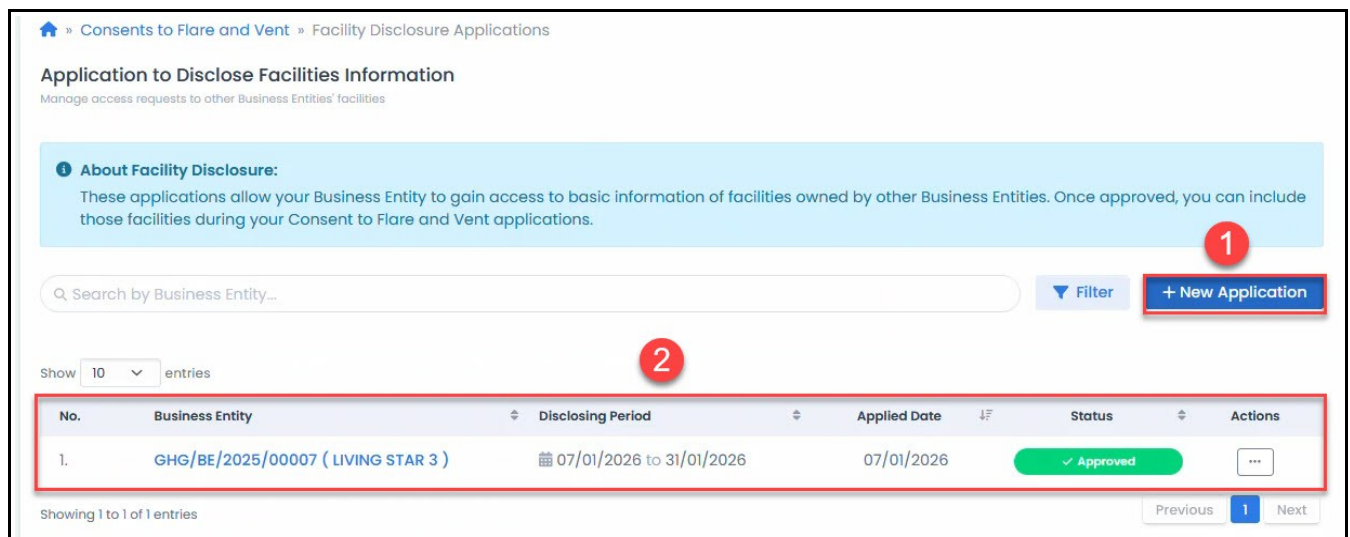 » Consents to Flare and Vent » Facility Disclosure Applications
Application to Disclose Facilities Information
Manage access requests to other Business Entities' facilities
About Facility Disclosure:
These applications allow your Business Entity to gain access to basic information of facilities owned by other Business Entities. Once approved, you can include
those facilities during your Consent to Flare and Vent applications.
1
Search by Business Entity... Filter + New Application
2
Show 10 entries
No. Business Entity Disclosing Period Applied Date Status Actions
1. GHG/BE/2025/00007 ( LIVING STAR 3 ) 07/01/2026 to 31/01/2026 07/01/2026 ✓ Approved ...
Showing 1 to 1 of 1 entries Previous 1 Next